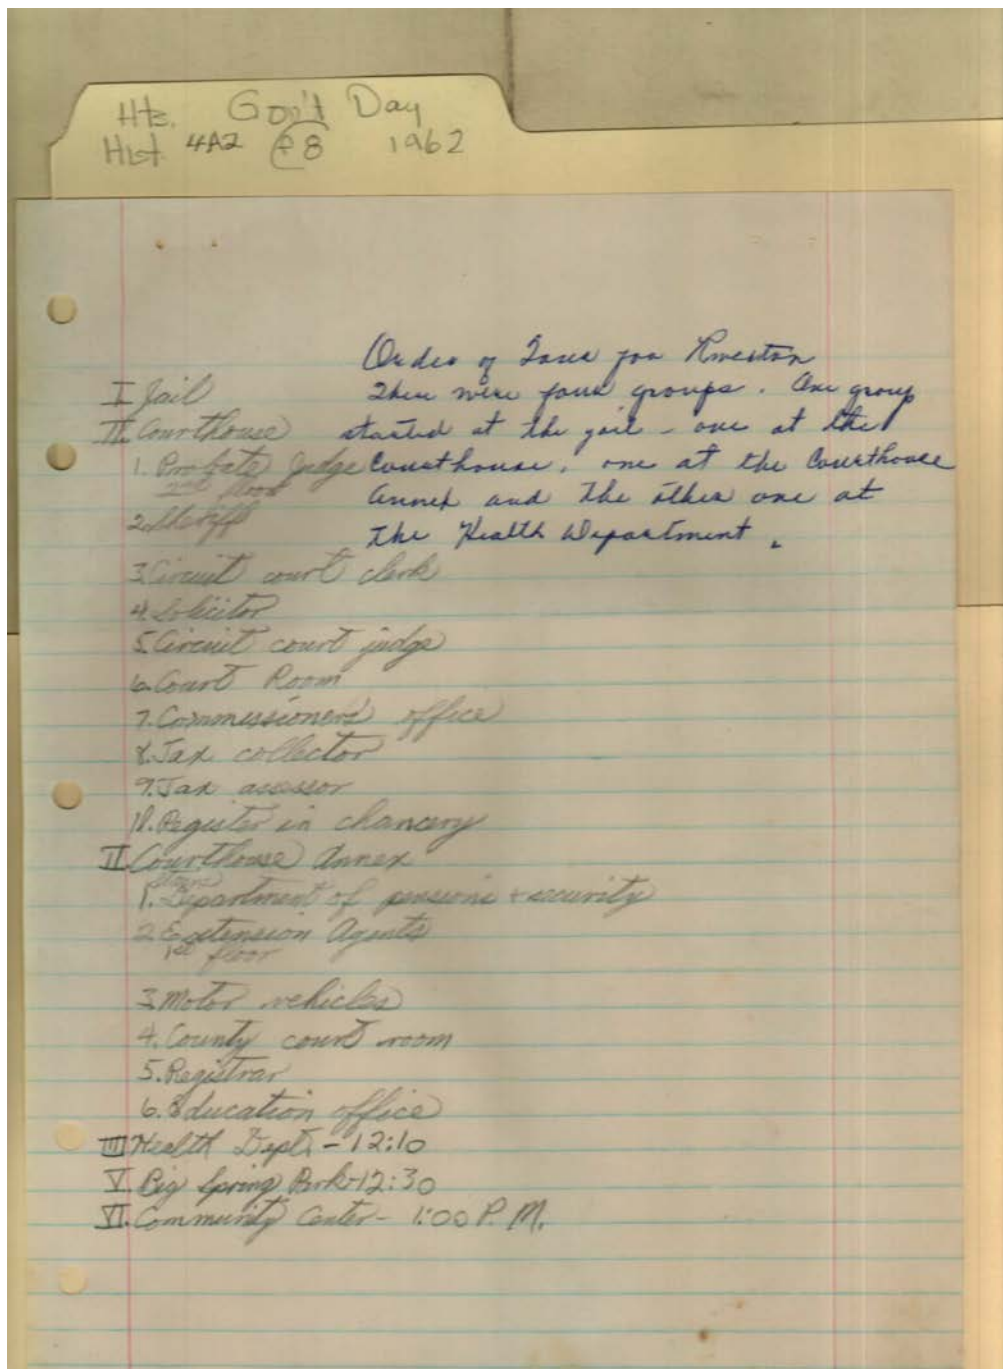 Hts. Gov't Day
Hist 4A2 f8 1962
Order of Tours for
I Jail
There were four groups. One group
II. Courthouse
started at the jail - one at the
1. Probate Judge
Courthouse, one at the Courthouse
2nd floor
Annex and the other one at
2. Sheriff
the Health Department.
3. Circuit court clerk
4. Solicitor
5. Circuit court judge
6. Court Room
7. Commissioners' office
8. Tax collector
9. Tax assessor
10. Register in chancery
II Courthouse Annex
1. Department of pensions + security
2. Extension Agents
1st floor
3. Motor vehicles
4. County court room
5. Registrar
6. Education office
III Health Dept. - 12:10
V. Big Spring Park - 12:30
VI. Community Center - 1:00 P.M.